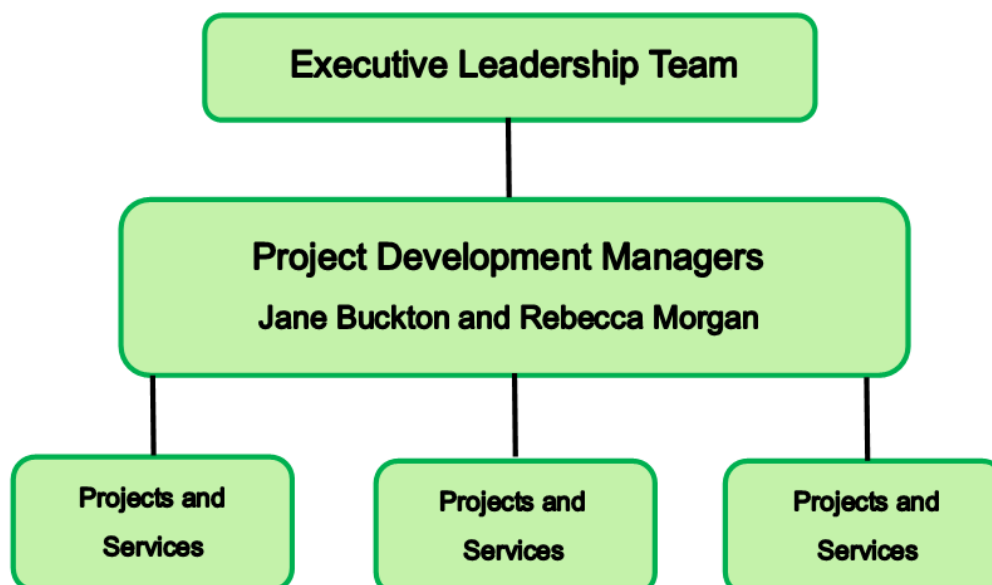 Executive Leadership Team
Project Development Managers
Jane Buckton and Rebecca Morgan
Projects and
Services
Projects and
Services
Projects and
Services